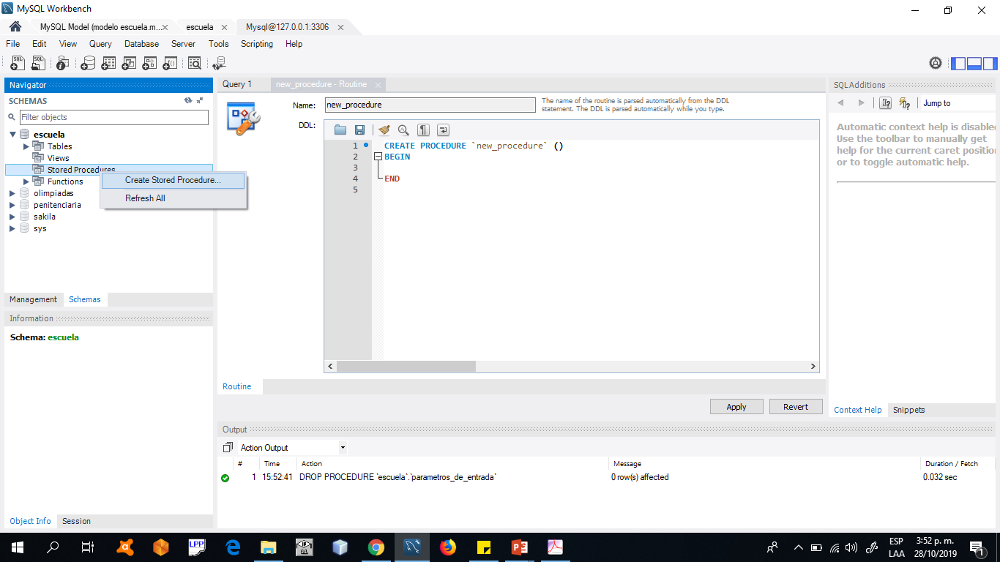 MySQL Workbench
MySQL Model (modelo escuela.m...
escuela
Mysql@127.0.0.1:3306
File Edit View Query Database Server Tools Scripting Help
Navigator
SCHEMAS
Filter objects
escuela
Tables
Views
Stored Procedures
Functions
olimpiadas
penitenciaria
sakila
sys
Create Stored Procedure...
Refresh All
Management Schemas
Information
Schema: escuela
Object Info Session
Query 1
new_procedure - Routine
Name: new_procedure
The name of the routine is parsed automatically from the DDL
statement. The DDL is parsed automatically while you type.
DDL:
1 CREATE PROCEDURE `new_procedure` ()
2 BEGIN
3
4 END
5
Routine
Apply Revert
Output
Action Output
# Time Action Message Duration / Fetch
1 15:52:41 DROP PROCEDURE `escuela`.`parametros_de_entrada` 0 row(s) affected 0.032 sec
SQLAdditions
Jump to
Automatic context help is disabled
Use the toolbar to manually get
help for the current caret position
or to toggle automatic help.
Context Help Snippets
LPP
ESP
LAA
3:52 p. m.
28/10/2019
1